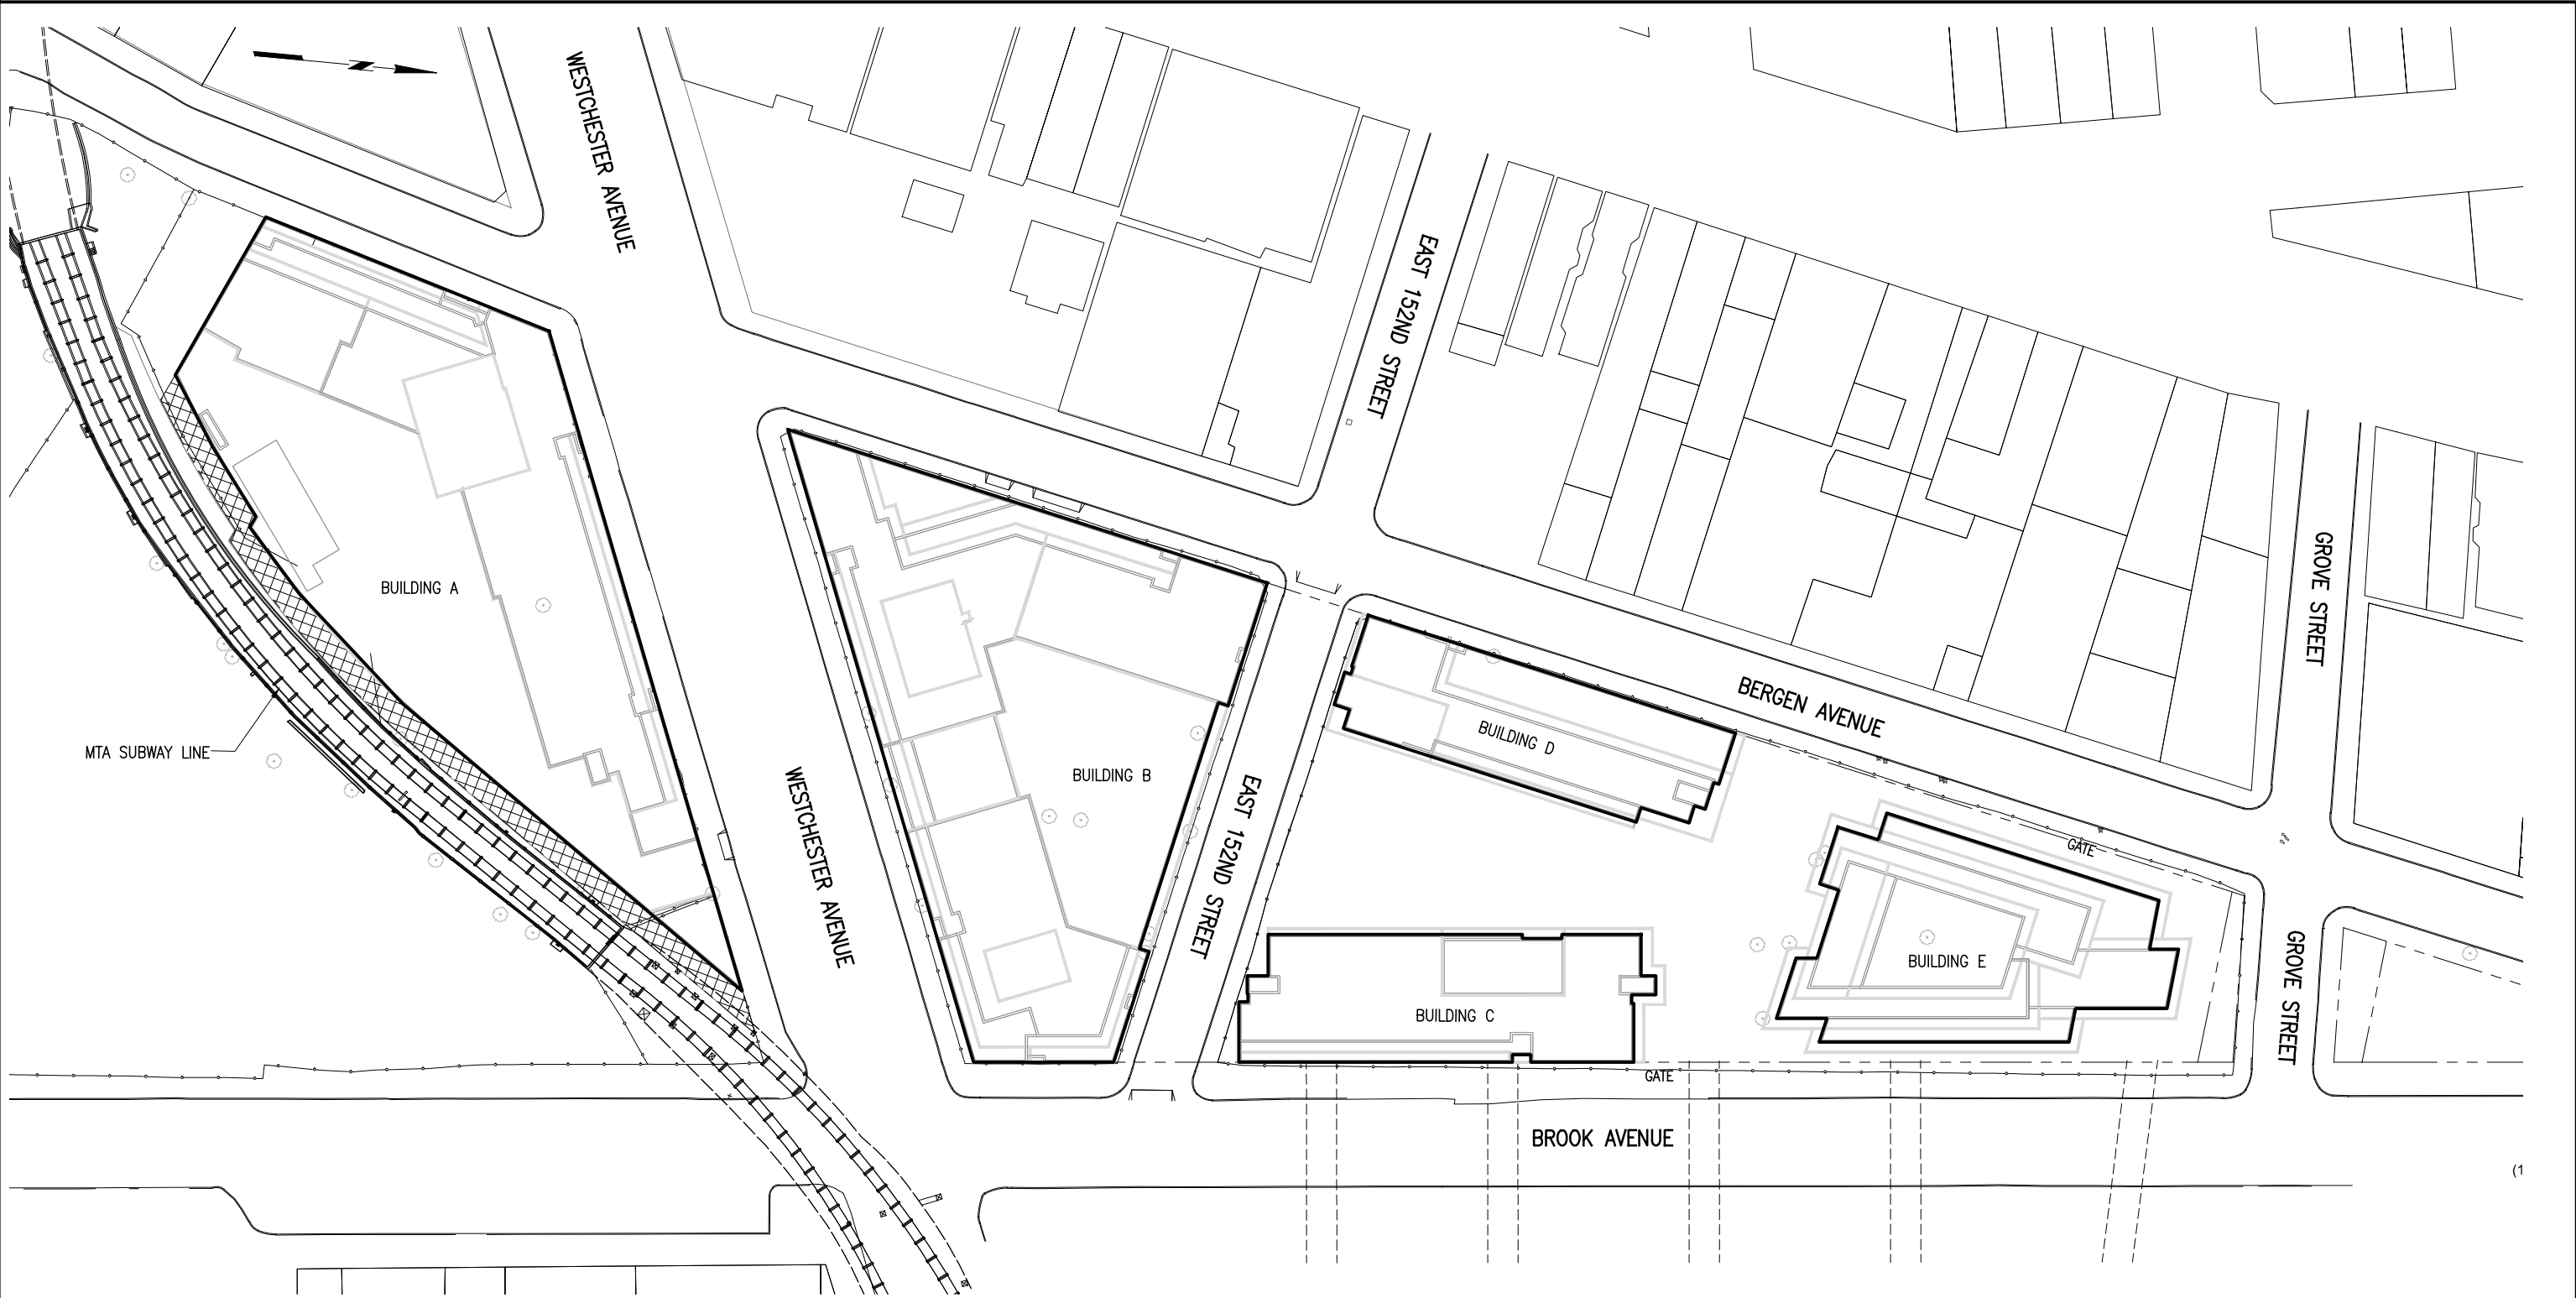 WESTCHESTER AVENUE
EAST 152ND STREET
GROVE STREET
BUILDING A
MTA SUBWAY LINE
WESTCHESTER AVENUE
BUILDING B
EAST 152ND STREET
BERGEN AVENUE
BUILDING D
GATE
BUILDING E
GROVE STREET
BUILDING C
GATE
BROOK AVENUE
(1